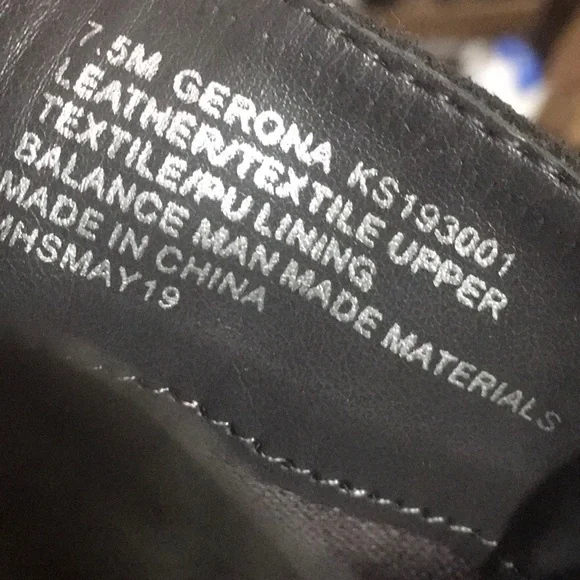 7.5M GERONA KS193001
LEATHER/TEXTILE UPPER
TEXTILE/PU LINING
BALANCE MAN MADE MATERIALS
MADE IN CHINA
MHSMAY19